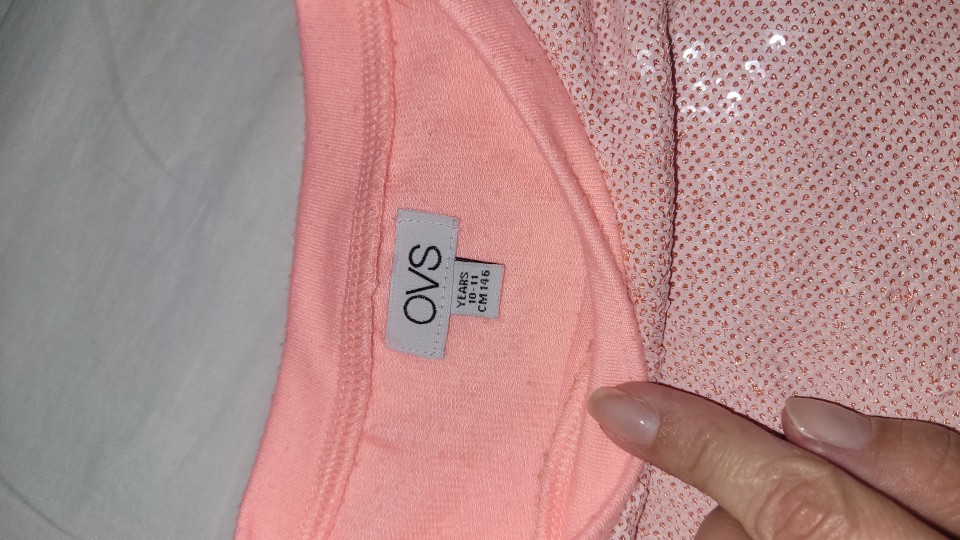 OVS
YEARS
10-11
CM 146